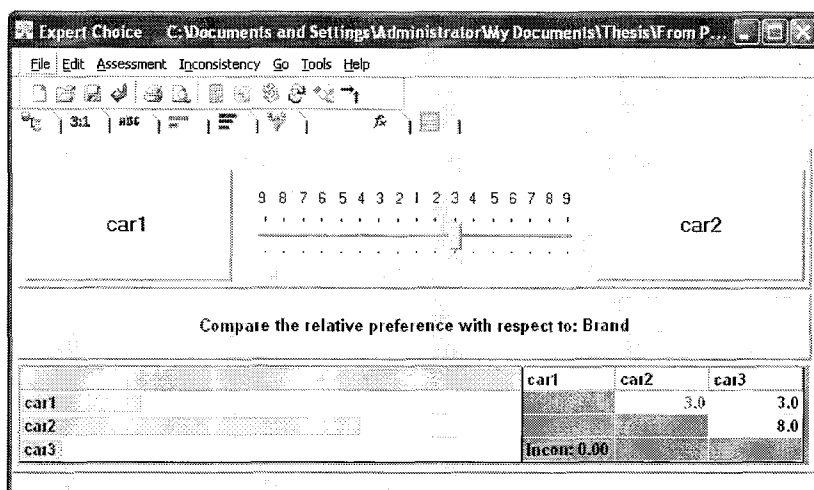 Expert Choice C:\Documents and Settings\Administrator\My Documents\Thesis\From P...
File Edit Assessment Inconsistency Go Tools Help
3:1 ABC fx
9 8 7 6 5 4 3 2 1 2 3 4 5 6 7 8 9
car1 car2
Compare the relative preference with respect to: Brand
car1 car2 car3
car1 3.0 3.0
car2 8.0
car3 Incon: 0.00